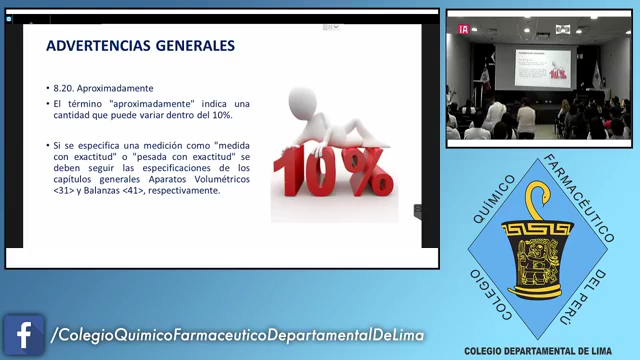 ADVERTENCIAS GENERALES
• 8.20. Aproximadamente
• El término "aproximadamente" indica una
cantidad que puede variar dentro del 10%.
• Si se especifica una medición como "medida
con exactitud" o "pesada con exactitud" se
deben seguir las especificaciones de los
capítulos generales Aparatos Volumétricos
<31> y Balanzas <41>, respectivamente.
10%
10%
COLEGIO QUÍMICO FARMACÉUTICO DEL PERÚ
COLEGIO DEPARTAMENTAL DE LIMA
f /ColegioQuimicoFarmaceuticoDepartamentalDeLima